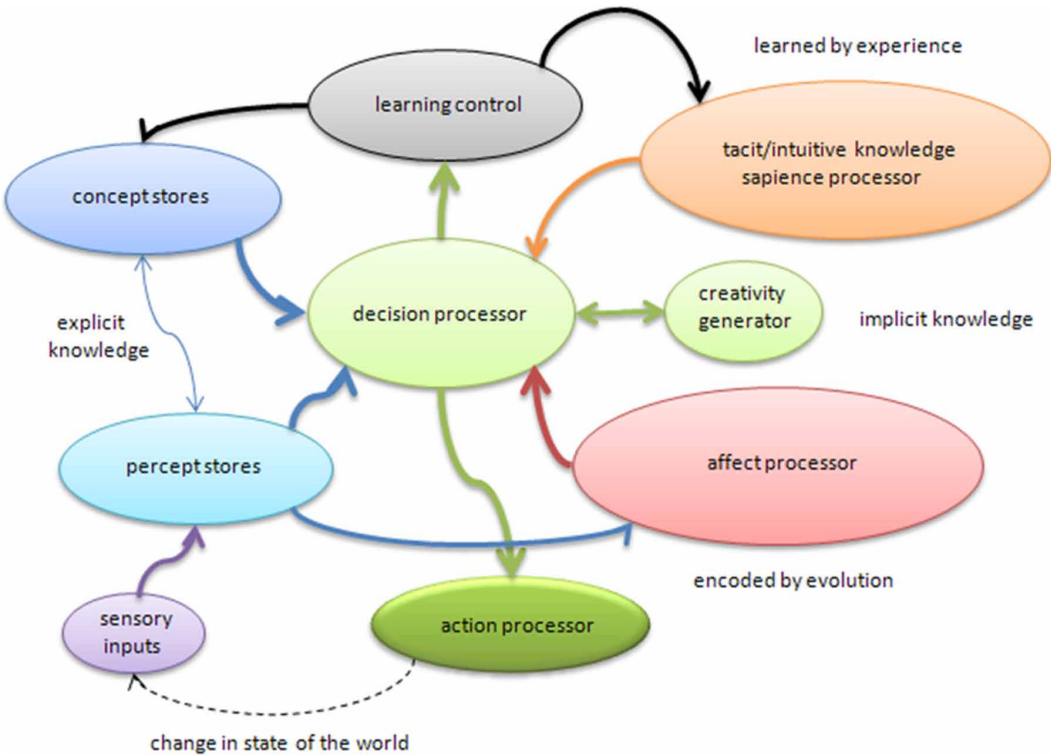 learned by experience
learning control
tacit/intuitive knowledge
sapience processor
concept stores
creativity
generator
decision processor
explicit
knowledge
implicit knowledge
percept stores
affect processor
encoded by evolution
sensory
inputs
action processor
change in state of the world